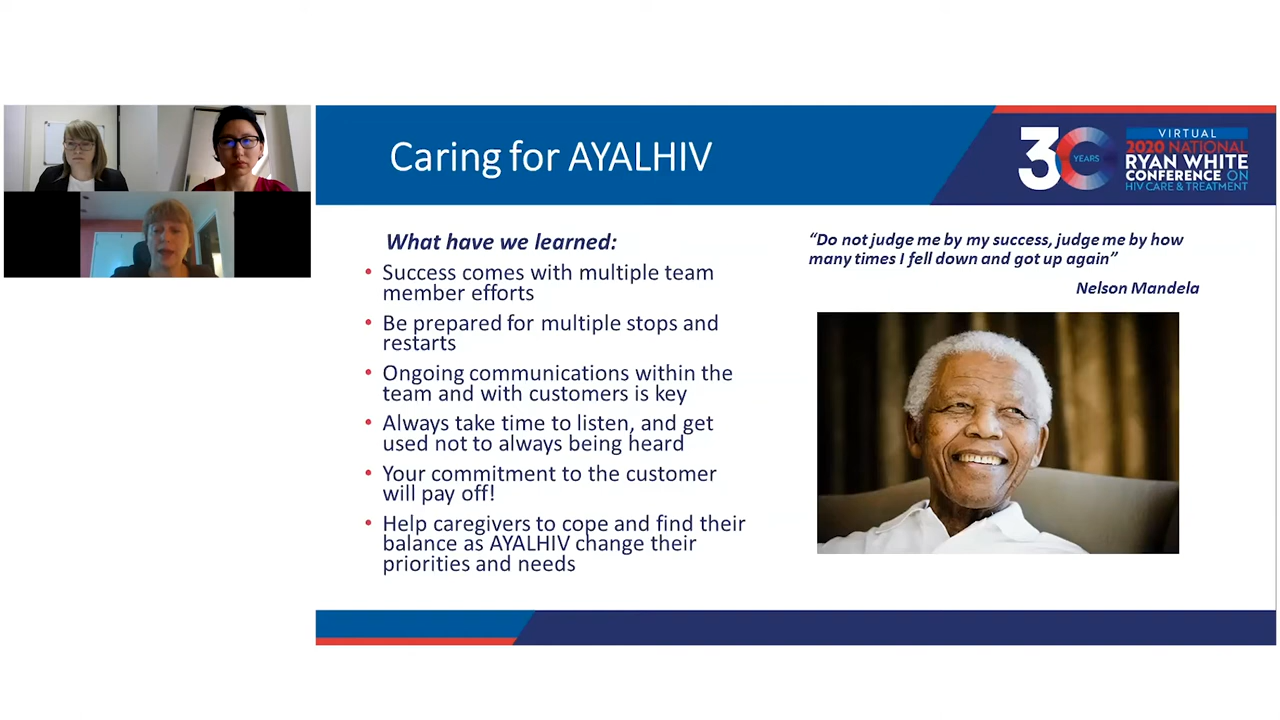 Caring for AYALHIV
30 YEARS
VIRTUAL
2020 NATIONAL
RYAN WHITE
CONFERENCE ON
HIV CARE & TREATMENT
What have we learned:
• Success comes with multiple team
member efforts
• Be prepared for multiple stops and
restarts
• Ongoing communications within the
team and with customers is key
• Always take time to listen, and get
used not to always being heard
• Your commitment to the customer
will pay off!
• Help caregivers to cope and find their
balance as AYALHIV change their
priorities and needs
“Do not judge me by my success, judge me by how
many times I fell down and got up again”
Nelson Mandela